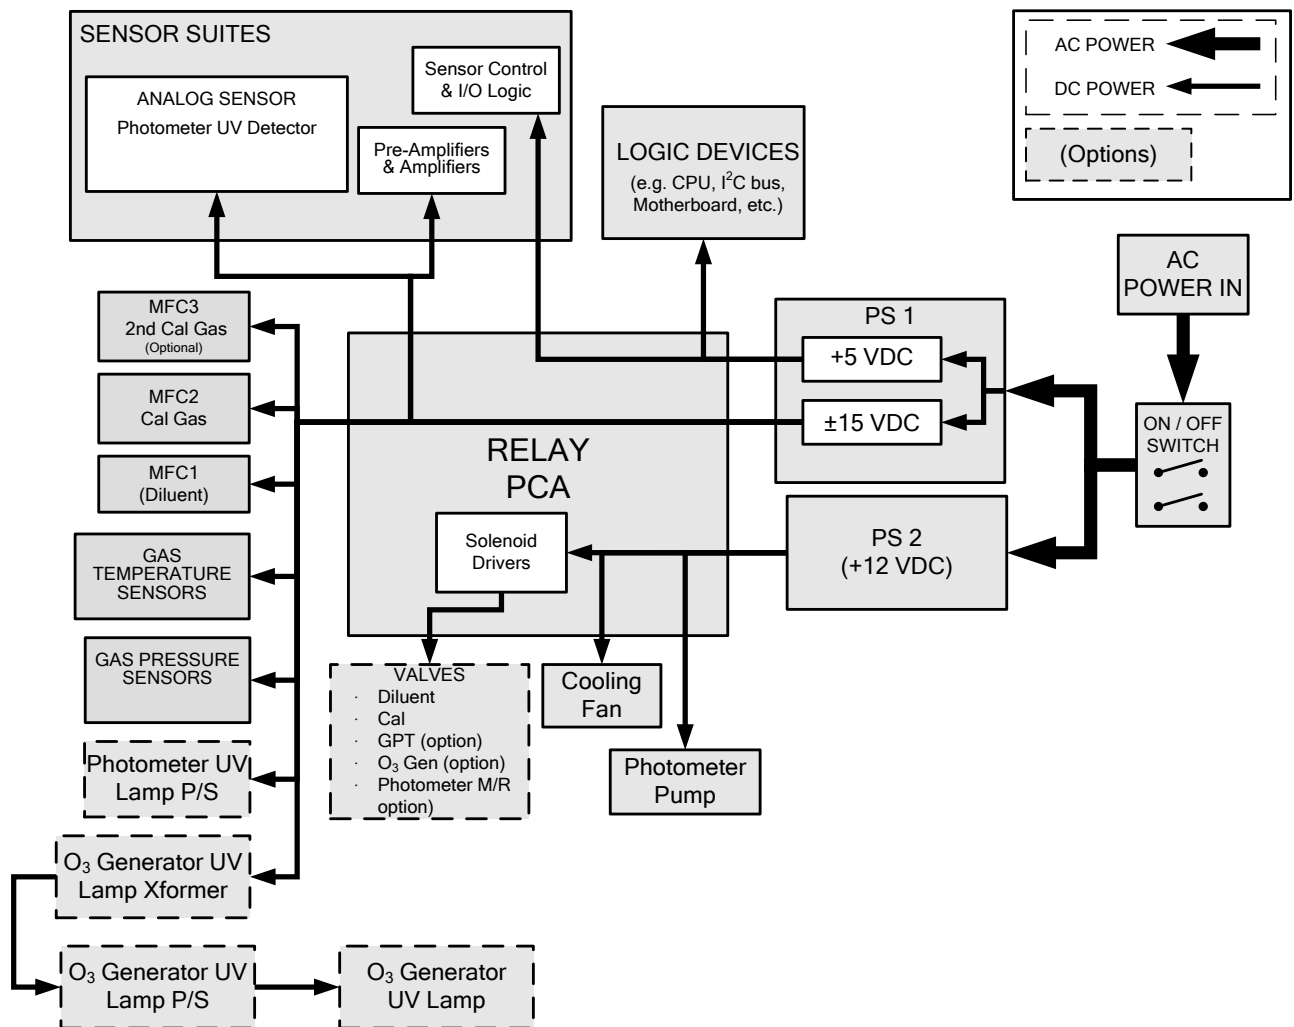 SENSOR SUITES
ANALOG SENSOR
Photometer UV Detector
Sensor Control
& I/O Logic
Pre-Amplifiers
& Amplifiers
LOGIC DEVICES
(e.g. CPU, I²C bus,
Motherboard, etc.)
AC POWER
DC POWER
(Options)
AC
POWER IN
ON / OFF
SWITCH
PS 1
+5 VDC
±15 VDC
PS 2
(+12 VDC)
RELAY
PCA
Solenoid
Drivers
MFC3
2nd Cal Gas
(Optional)
MFC2
Cal Gas
MFC1
(Diluent)
GAS
TEMPERATURE
SENSORS
GAS PRESSURE
SENSORS
Photometer UV
Lamp P/S
O₃ Generator UV
Lamp Xformer
O₃ Generator UV
Lamp P/S
O₃ Generator
UV Lamp
VALVES
· Diluent
· Cal
· GPT (option)
· O₃ Gen (option)
· Photometer M/R
option)
Cooling
Fan
Photometer
Pump